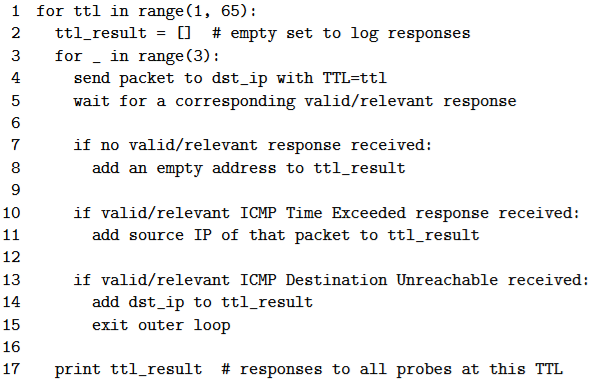 1 for ttl in range(1, 65):
2   ttl_result = []  # empty set to log responses
3   for _ in range(3):
4     send packet to dst_ip with TTL=ttl
5     wait for a corresponding valid/relevant response
6
7     if no valid/relevant response received:
8       add an empty address to ttl_result
9
10     if valid/relevant ICMP Time Exceeded response received:
11       add source IP of that packet to ttl_result
12
13     if valid/relevant ICMP Destination Unreachable received:
14       add dst_ip to ttl_result
15       exit outer loop
16
17   print ttl_result  # responses to all probes at this TTL